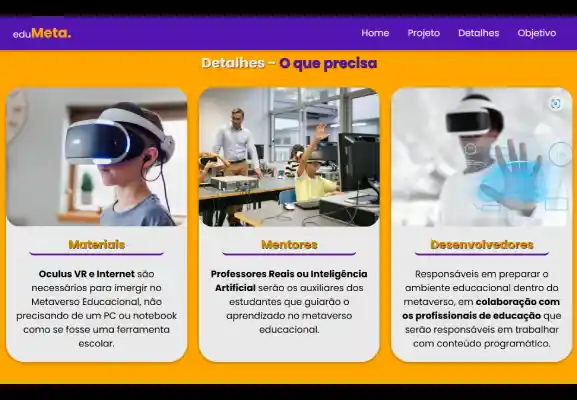 eduMeta.
Home Projeto Detalhes Objetivo
Detalhes - O que precisa
Materiais
Oculus VR e Internet são
necessários para imergir no
Metaverso Educacional, não
precisando de um PC ou notebook
como se fosse uma ferramenta
escolar.
Mentores
Professores Reais ou Inteligência
Artificial serão os auxiliares dos
estudantes que guiarão o
aprendizado no metaverso
educacional.
Desenvolvedores
Responsáveis em preparar o
ambiente educacional dentro do
metaverso, em colaboração com
os profissionais de educação que
serão responsáveis em trabalhar
com conteúdo programático.